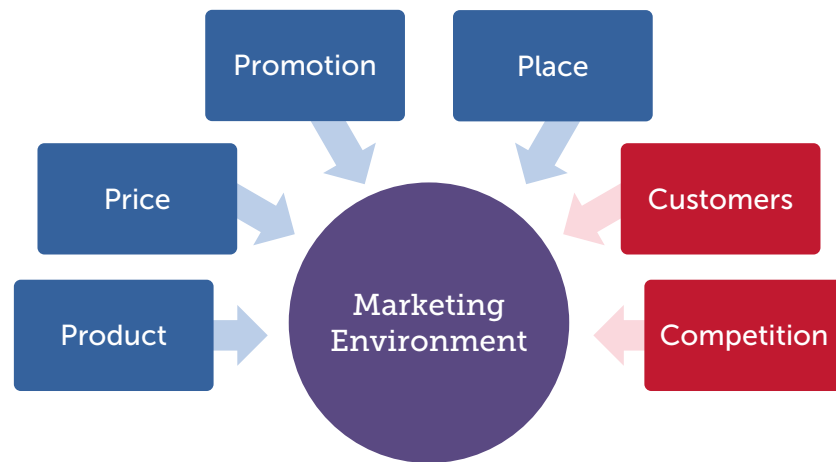 Promotion
Place
Price
Customers
Product
Marketing
Environment
Competition